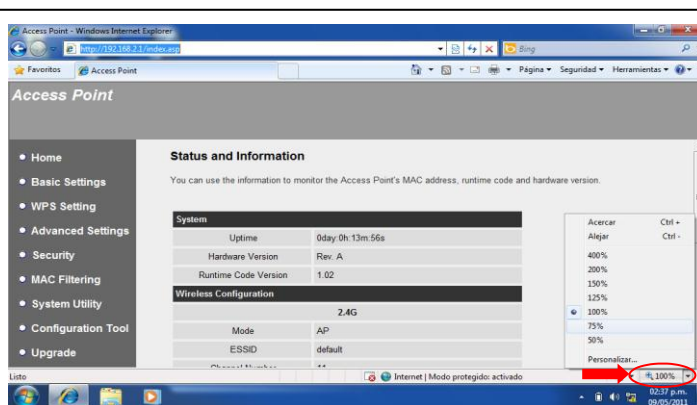 Access Point - Windows Internet Explorer
http://192.168.2.1/index.asp
Bing
Favoritos
Access Point
Página
Seguridad
Herramientas
Access Point
Home
Basic Settings
WPS Setting
Advanced Settings
Security
MAC Filtering
System Utility
Configuration Tool
Upgrade
Status and Information
You can use the information to monitor the Access Point's MAC address, runtime code and hardware version.
System
Uptime 0day:0h:13m:56s
Hardware Version Rev. A
Runtime Code Version 1.02
Wireless Configuration
2.4G
Mode AP
ESSID default
Channel Number 11
Acercar Ctrl +
Alejar Ctrl -
400%
200%
150%
125%
100%
75%
50%
Personalizar...
Listo
Internet | Modo protegido: activado
100%
02:37 p.m.
09/05/2011